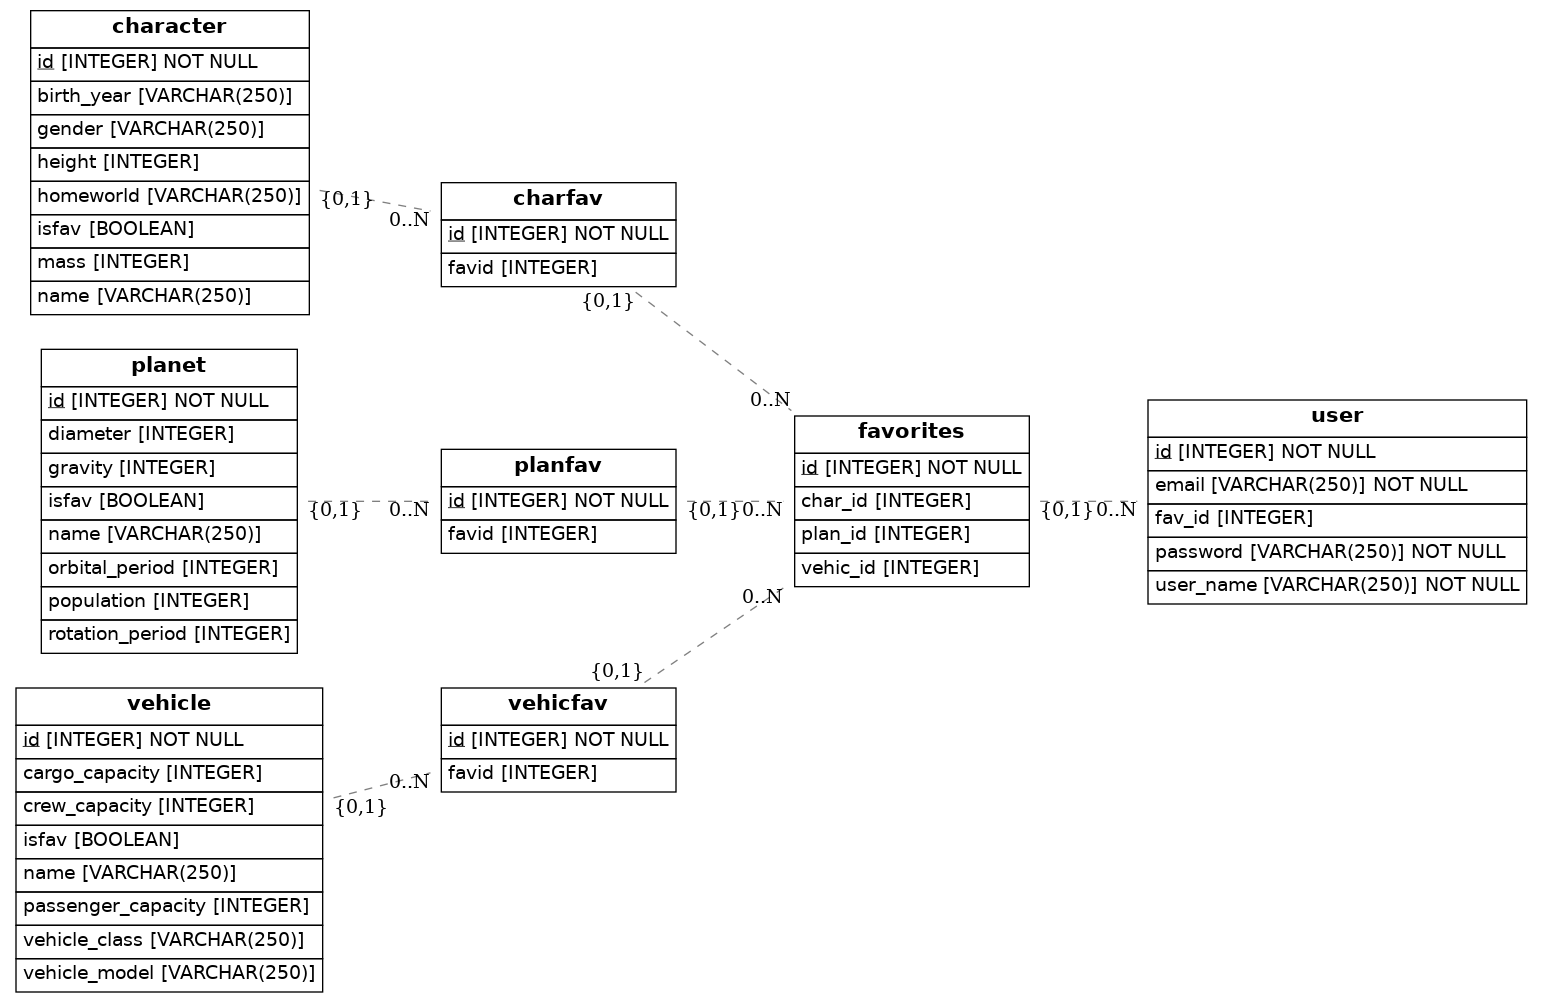 character
id [INTEGER] NOT NULL
birth_year [VARCHAR(250)]
gender [VARCHAR(250)]
height [INTEGER]
homeworld [VARCHAR(250)]
isfav [BOOLEAN]
mass [INTEGER]
name [VARCHAR(250)]
{0,1}
0..N
charfav
id [INTEGER] NOT NULL
favid [INTEGER]
{0,1}
0..N
planet
id [INTEGER] NOT NULL
diameter [INTEGER]
gravity [INTEGER]
isfav [BOOLEAN]
name [VARCHAR(250)]
orbital_period [INTEGER]
population [INTEGER]
rotation_period [INTEGER]
{0,1}
0..N
planfav
id [INTEGER] NOT NULL
favid [INTEGER]
{0,1}
0..N
favorites
id [INTEGER] NOT NULL
char_id [INTEGER]
plan_id [INTEGER]
vehic_id [INTEGER]
{0,1}
0..N
user
id [INTEGER] NOT NULL
email [VARCHAR(250)] NOT NULL
fav_id [INTEGER]
password [VARCHAR(250)] NOT NULL
user_name [VARCHAR(250)] NOT NULL
0..N
{0,1}
vehicle
id [INTEGER] NOT NULL
cargo_capacity [INTEGER]
crew_capacity [INTEGER]
isfav [BOOLEAN]
name [VARCHAR(250)]
passenger_capacity [INTEGER]
vehicle_class [VARCHAR(250)]
vehicle_model [VARCHAR(250)]
{0,1}
0..N
vehicfav
id [INTEGER] NOT NULL
favid [INTEGER]